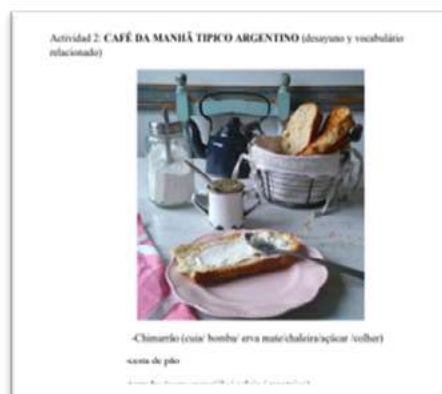 Actividad 2: CAFÉ DA MANHÃ TIPICO ARGENTINO (desayuno y vocabulário
relacionado)
-Chimarrão (cuia/ bomba/ erva mate/chaleira/açúcar /colher)
-cesta de pão